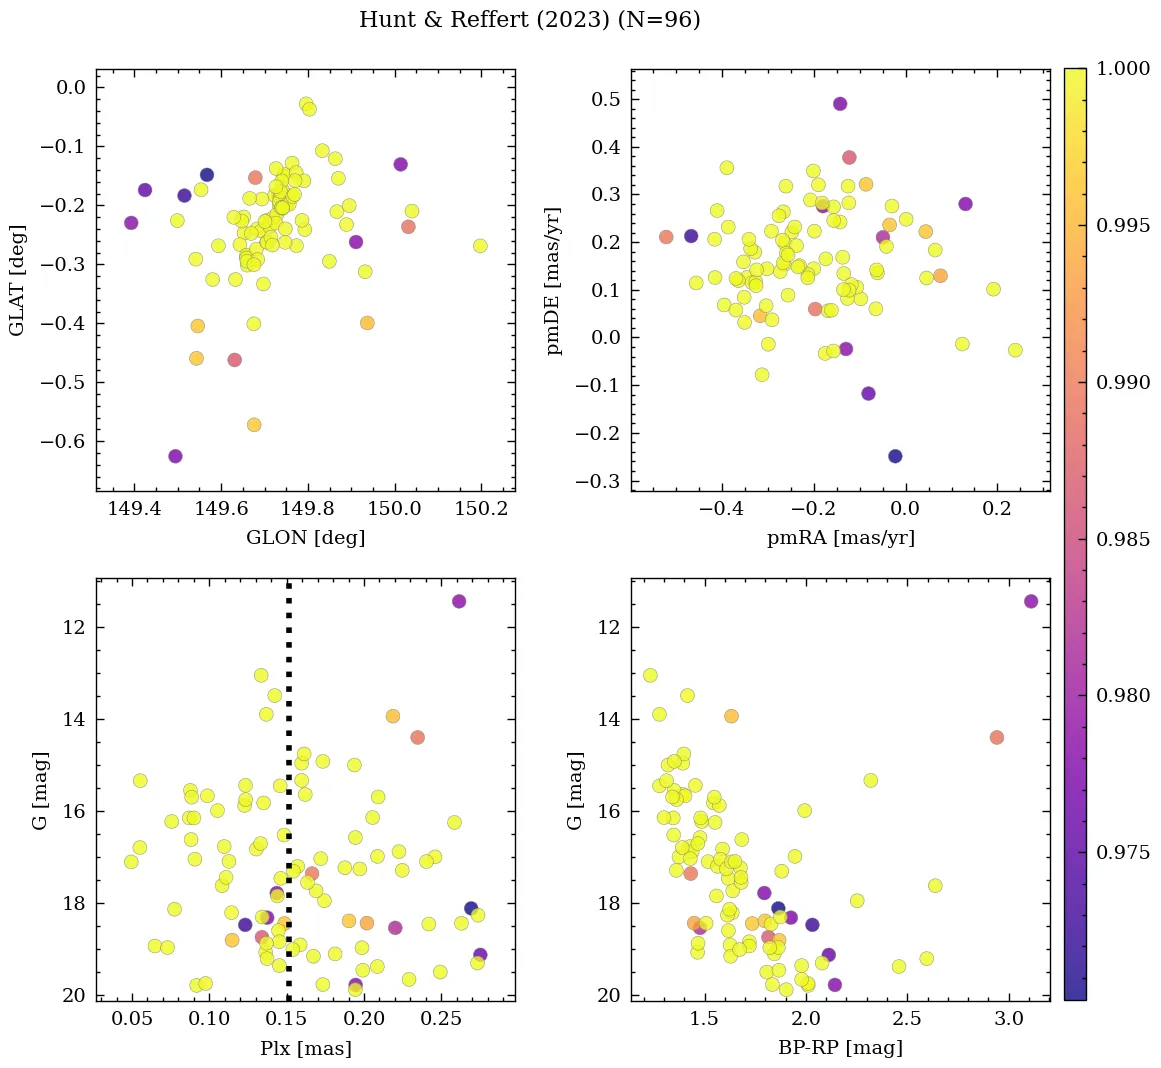 Hunt & Reffert (2023) (N=96)
0.0
−0.1
−0.2
−0.3
−0.4
−0.5
−0.6
GLAT [deg]
149.4 149.6 149.8 150.0 150.2
GLON [deg]
0.5
0.4
0.3
0.2
0.1
0.0
−0.1
−0.2
−0.3
pmDE [mas/yr]
−0.4 −0.2 0.0 0.2
pmRA [mas/yr]
12
14
16
18
20
G [mag]
0.05 0.10 0.15 0.20 0.25
Plx [mas]
12
14
16
18
20
G [mag]
1.5 2.0 2.5 3.0
BP-RP [mag]
1.000
0.995
0.990
0.985
0.980
0.975